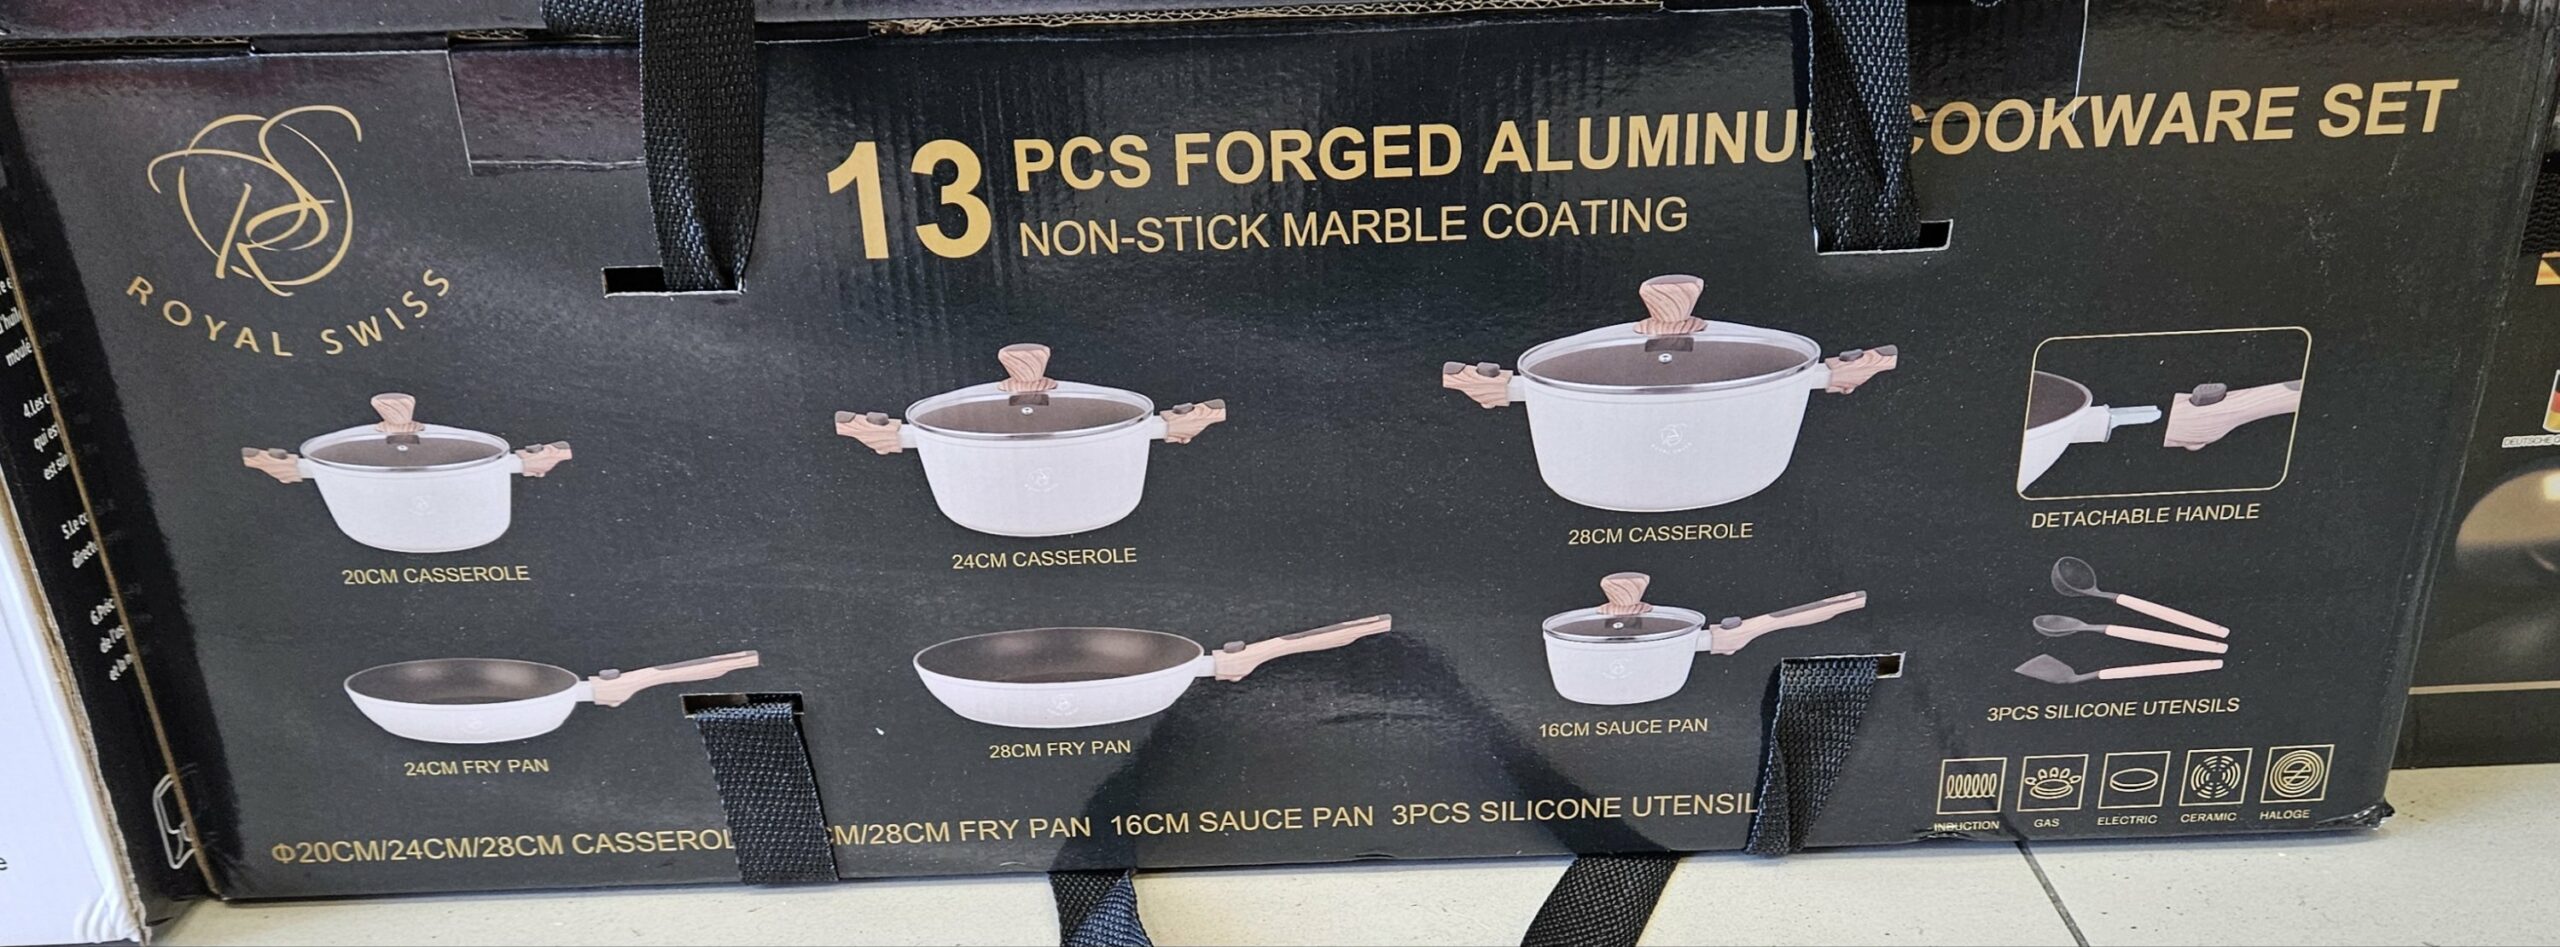 ROYAL SWISS
13 PCS FORGED ALUMINU COOKWARE SET
NON-STICK MARBLE COATING
20CM CASSEROLE
24CM CASSEROLE
28CM CASSEROLE
DETACHABLE HANDLE
24CM FRY PAN
28CM FRY PAN
16CM SAUCE PAN
3PCS SILICONE UTENSILS
INDUCTION
GAS
ELECTRIC
CERAMIC
HALOGE
Φ20CM/24CM/28CM CASSEROL CM/28CM FRY PAN 16CM SAUCE PAN 3PCS SILICONE UTENSIL